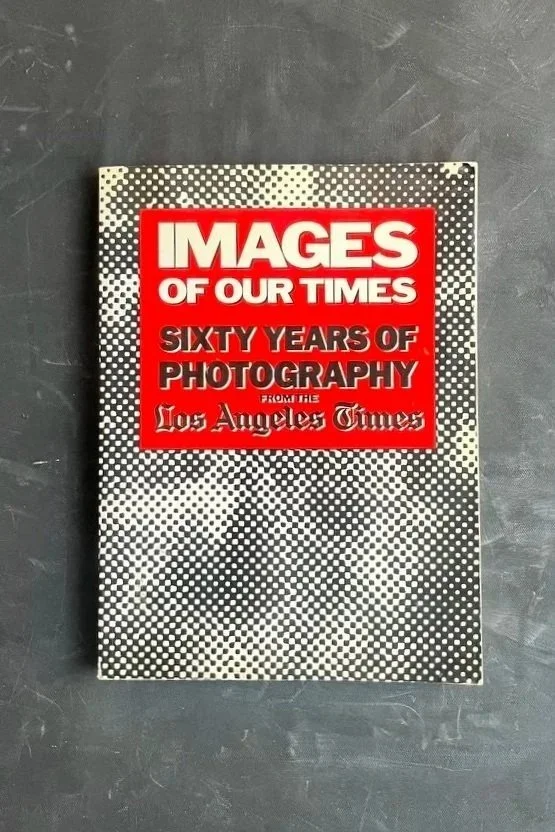 IMAGES
OF OUR TIMES
SIXTY YEARS OF
PHOTOGRAPHY
FROM THE
Los Angeles Times